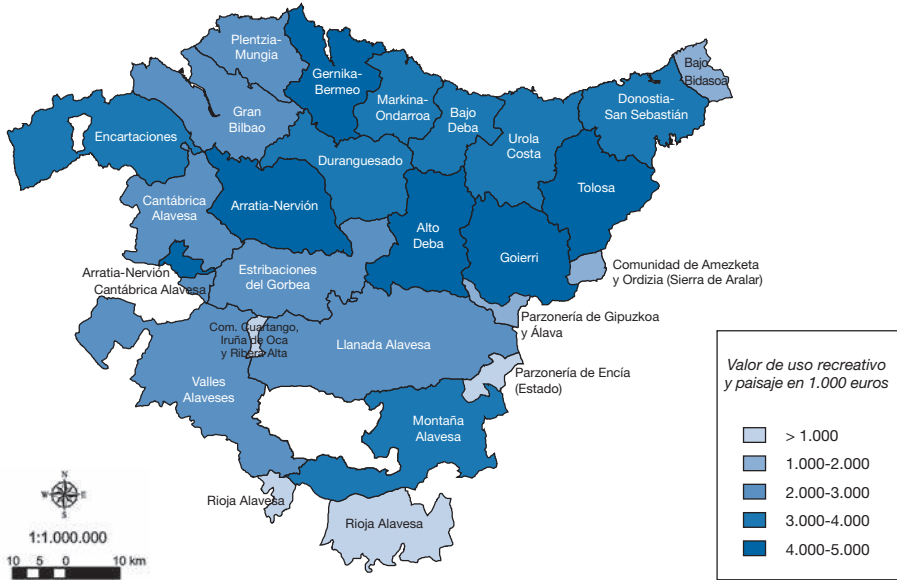 Plentzia-
Mungia
Gernika-
Bermeo
Bajo
Bidasoa
Gran
Bilbao
Markina-
Ondarroa
Bajo
Deba
Donostia-
San Sebastián
Encartaciones
Urola
Costa
Duranguesado
Tolosa
Cantábrica
Alavesa
Arratia-Nervión
Alto
Deba
Goierri
Arratia-Nervión
Cantábrica Alavesa
Estribaciones
del Gorbea
Comunidad de Amezketa
y Ordizia (Sierra de Aralar)
Parzonería de Gipuzkoa
y Álava
Com. Cuartango,
Iruña de Oca
y Ribera Alta
Llanada Alavesa
Parzonería de Encía
(Estado)
Valles
Alaveses
Montaña
Alavesa
Rioja Alavesa
Rioja Alavesa
Valor de uso recreativo
y paisaje en 1.000 euros
> 1.000
1.000-2.000
2.000-3.000
3.000-4.000
4.000-5.000
N
W E
S
1:1.000.000
10 5 0 10 km